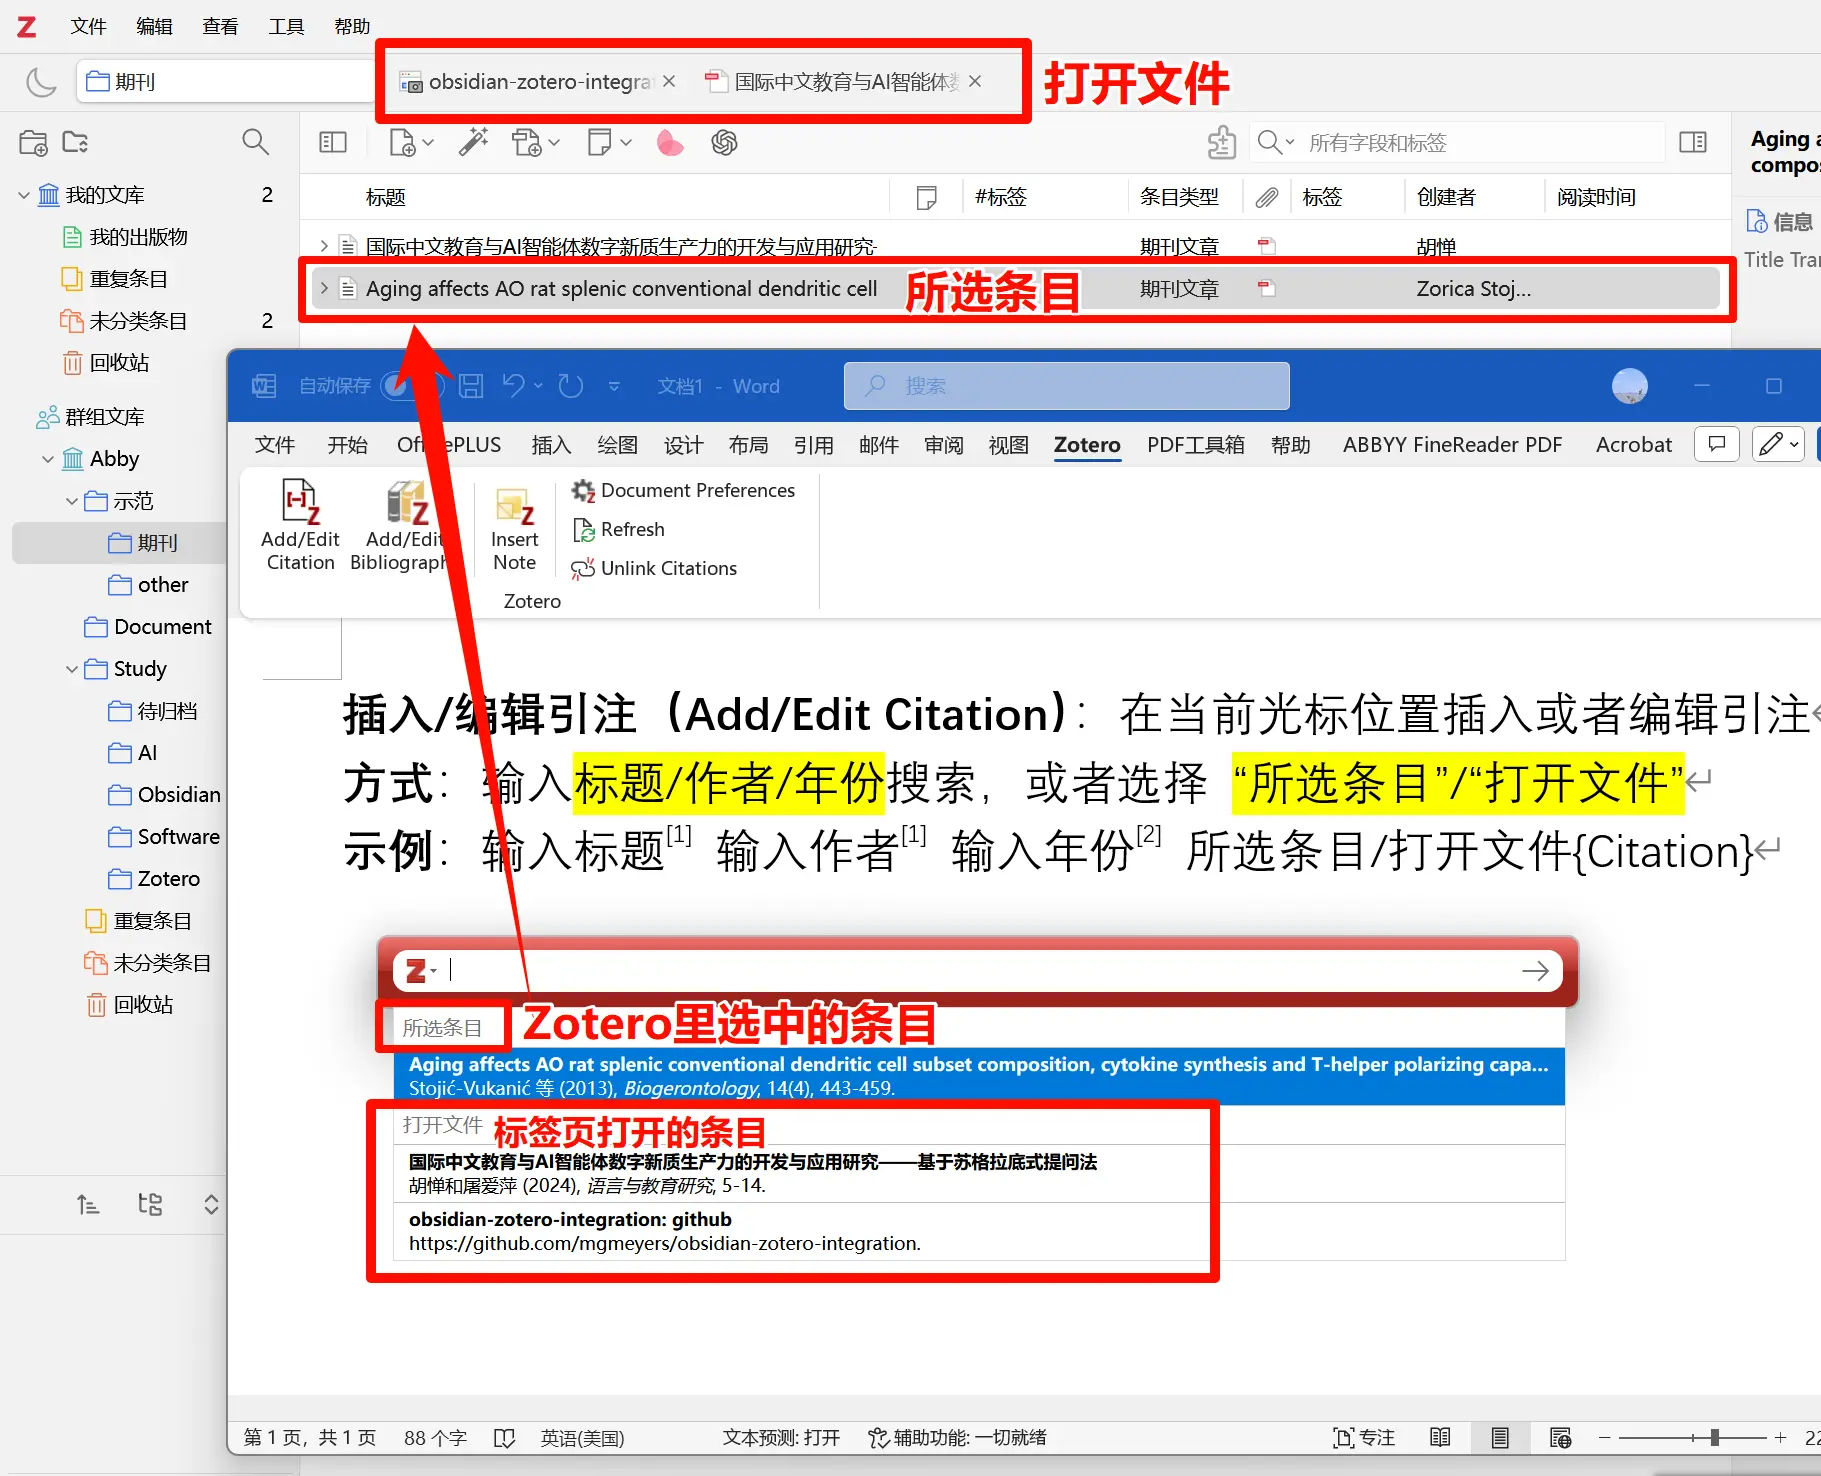 文件 编辑 查看 工具 帮助
期刊
obsidian-zotero-integra
国际中文教育与AI智能体
打开文件
所有字段和标签
Aging
compo
我的文库 2
标题 #标签 条目类型 标签 创建者 阅读时间
信息
我的出版物
国际中文教育与AI智能体数字新质生产力的开发与应用研究 期刊文章 胡惮
Title Tra
重复条目
Aging affects AO rat splenic conventional dendritic cell 所选条目 期刊文章 Zorica Stoj...
未分类条目 2
回收站
自动保存 文档1 - Word 搜索
群组文库
文件 开始 OfficePLUS 插入 绘图 设计 布局 引用 邮件 审阅 视图 Zotero PDF工具箱 帮助 ABBYY FineReader PDF Acrobat
Abby
示范
期刊
other
Document
Study
待归档
AI
Obsidian
Software
Zotero
重复条目
未分类条目
回收站
Add/Edit
Citation
Add/Edit
Bibliograph
Insert
Note
Document Preferences
Refresh
Unlink Citations
Zotero
插入/编辑引注（Add/Edit Citation）：在当前光标位置插入或者编辑引注
方式：输入标题/作者/年份搜索，或者选择 “所选条目”/“打开文件”↵
示例：输入标题[1] 输入作者[1] 输入年份[2] 所选条目/打开文件{Citation}↵
所选条目 Zotero里选中的条目
Aging affects AO rat splenic conventional dendritic cell subset composition, cytokine synthesis and T-helper polarizing capa...
Stojić-Vukanić 等 (2013), Biogerontology, 14(4), 443-459.
打开文件 标签页打开的条目
国际中文教育与AI智能体数字新质生产力的开发与应用研究——基于苏格拉底式提问法
胡惮和屠爱萍 (2024), 语言与教育研究, 5-14.
obsidian-zotero-integration: github
https://github.com/mgmeyers/obsidian-zotero-integration.
第 1 页，共 1 页 88 个字 英语(美国) 文本预测: 打开 辅助功能: 一切就绪 专注